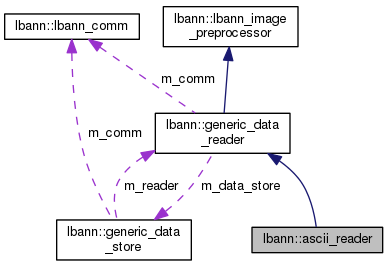 lbann::lbann_comm
lbann::lbann_image
_preprocessor
m_comm
lbann::generic_data
_reader
m_comm
m_reader
m_data_store
lbann::generic_data
_store
lbann::ascii_reader